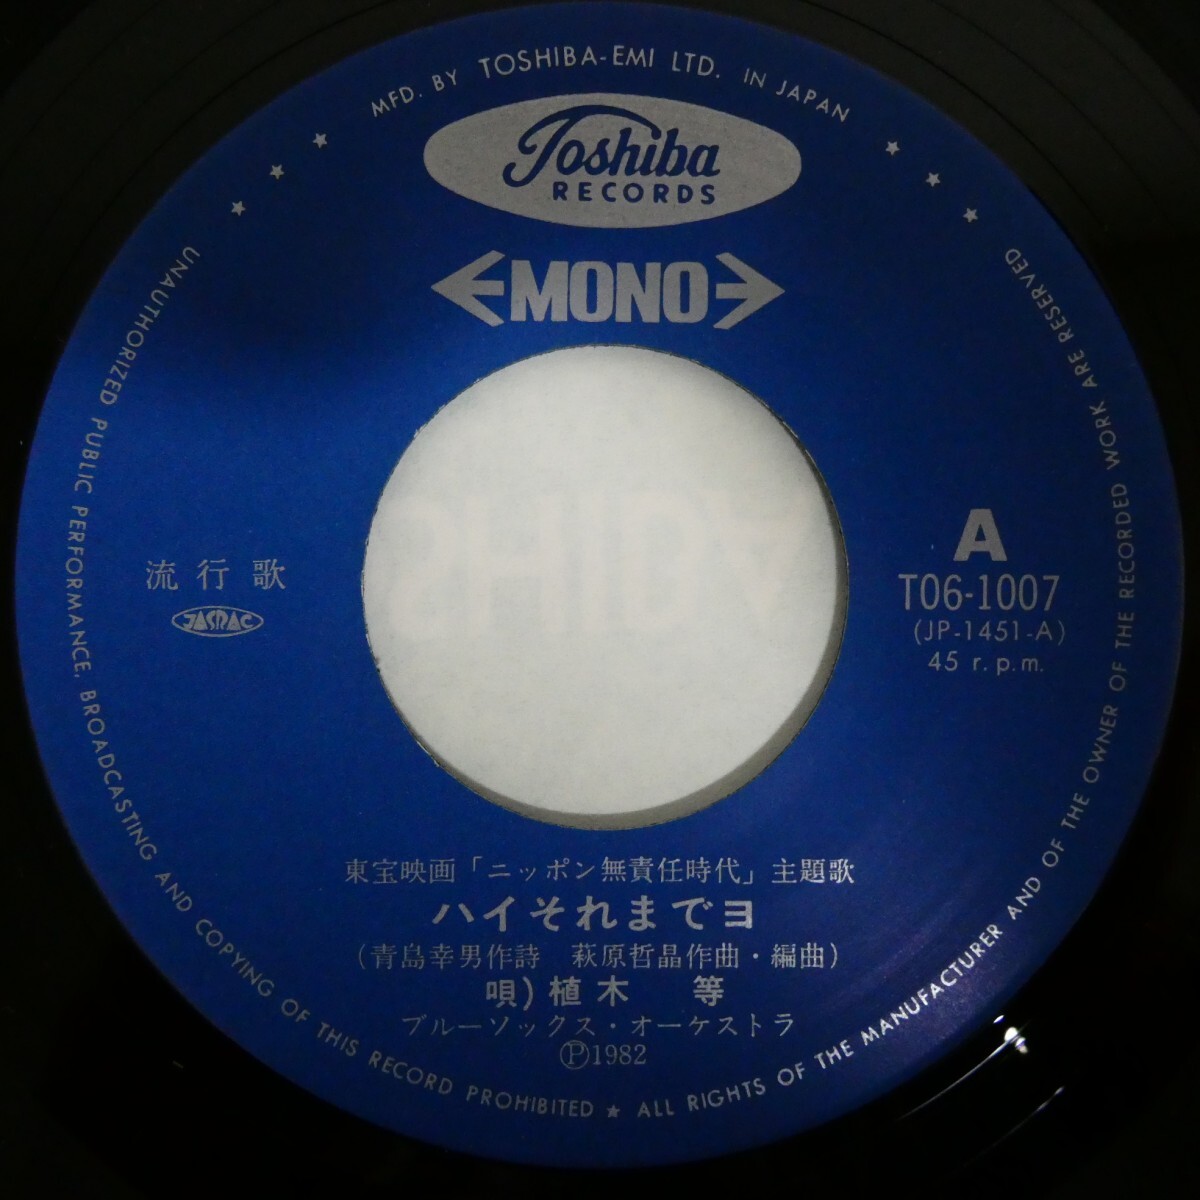 MFD. BY TOSHIBA-EMI LTD. IN JAPAN
Toshiba
RECORDS
MONO
流行歌
JASRAC
A
T06-1007
(JP-1451-A)
45 r.p.m.
東宝映画「ニッポン無責任時代」主題歌
ハイそれまでヨ
(青島幸男作詩 萩原哲晶作曲・編曲)
唄)植木 等
ブルーソックス・オーケストラ
Ⓟ1982
UNAUTHORIZED PUBLIC PERFORMANCE, BROADCASTING AND COPYING OF THIS RECORD PROHIBITED ★ ALL RIGHTS OF THE MANUFACTURER AND OF THE OWNER OF THE RECORDED WORK ARE RESERVED